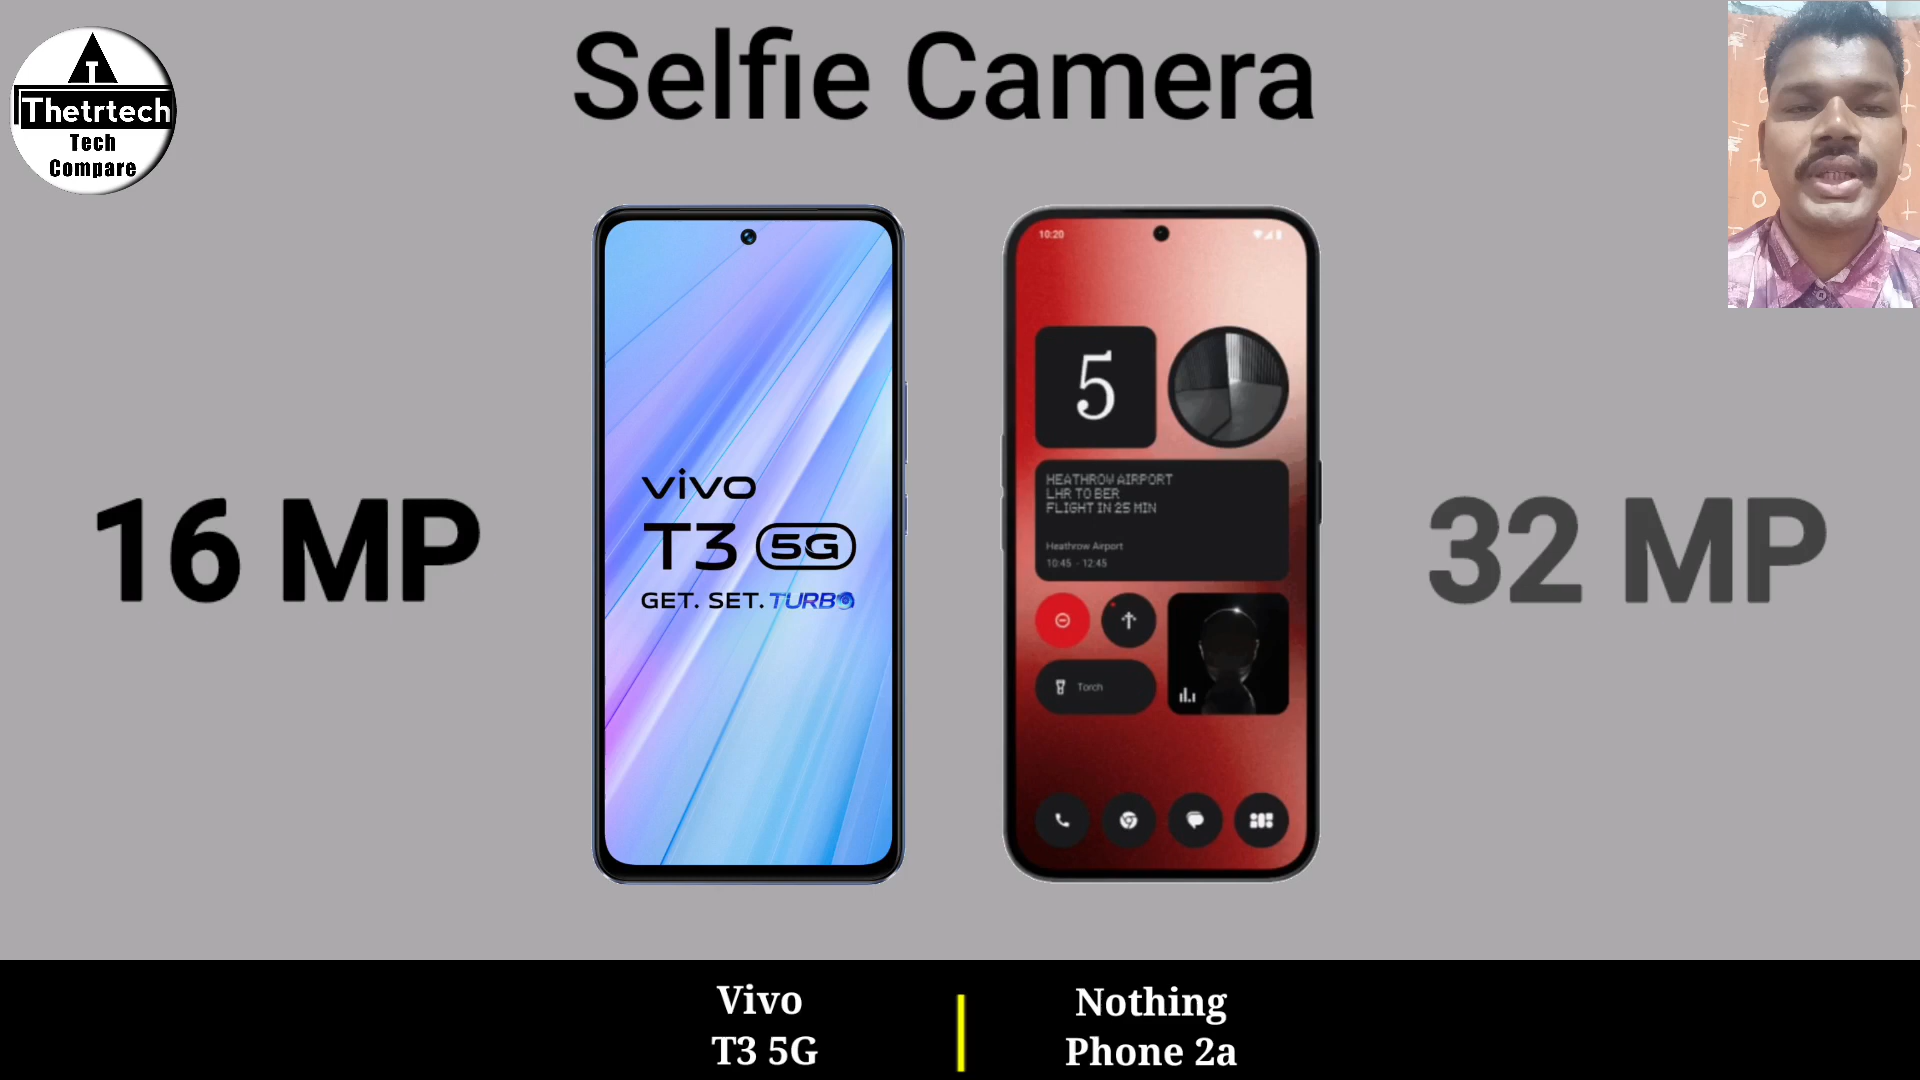 Selfie Camera
T
Thetrtech
Tech
Compare
16 MP
vivo
T3 5G
GET. SET. TURBO
10:20
5
HEATHROW AIRPORT
LHR TO BER
FLIGHT IN 25 MIN
Heathrow Airport
10:45 - 12:45
Torch
32 MP
Vivo
T3 5G
Nothing
Phone 2a